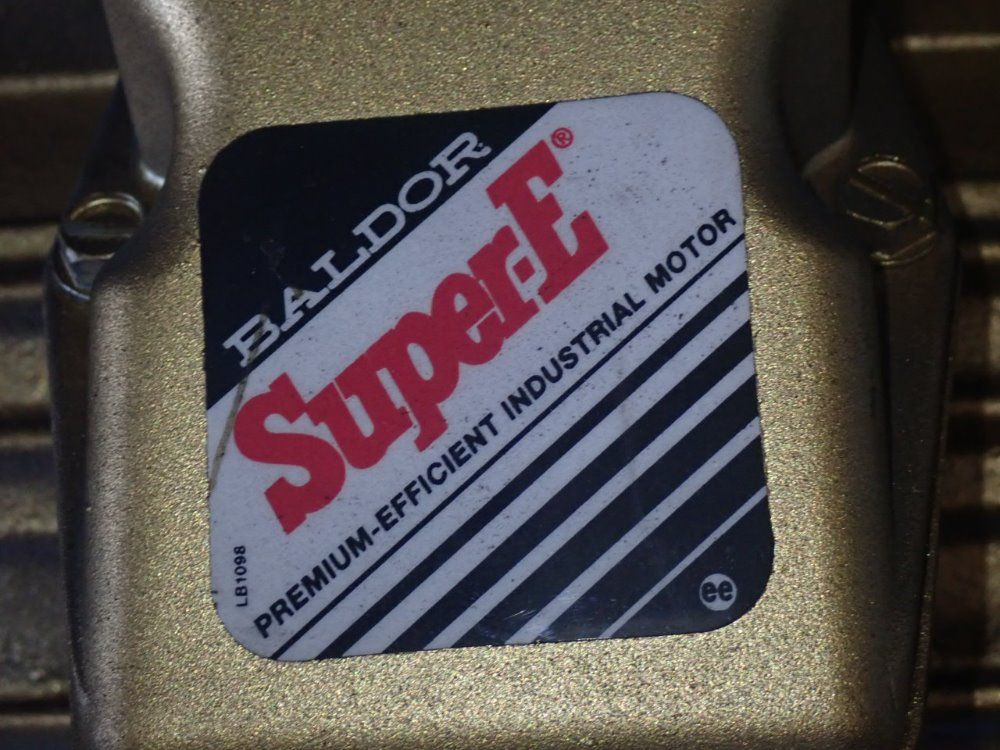 BALDOR
Super-E®
PREMIUM-EFFICIENT INDUSTRIAL MOTOR
LB1098
ee